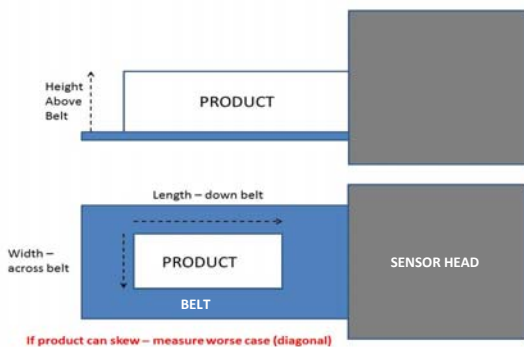 Height
Above
Belt
PRODUCT
Length – down belt
Width –
across belt
PRODUCT
SENSOR HEAD
BELT
If product can skew – measure worse case (diagonal)